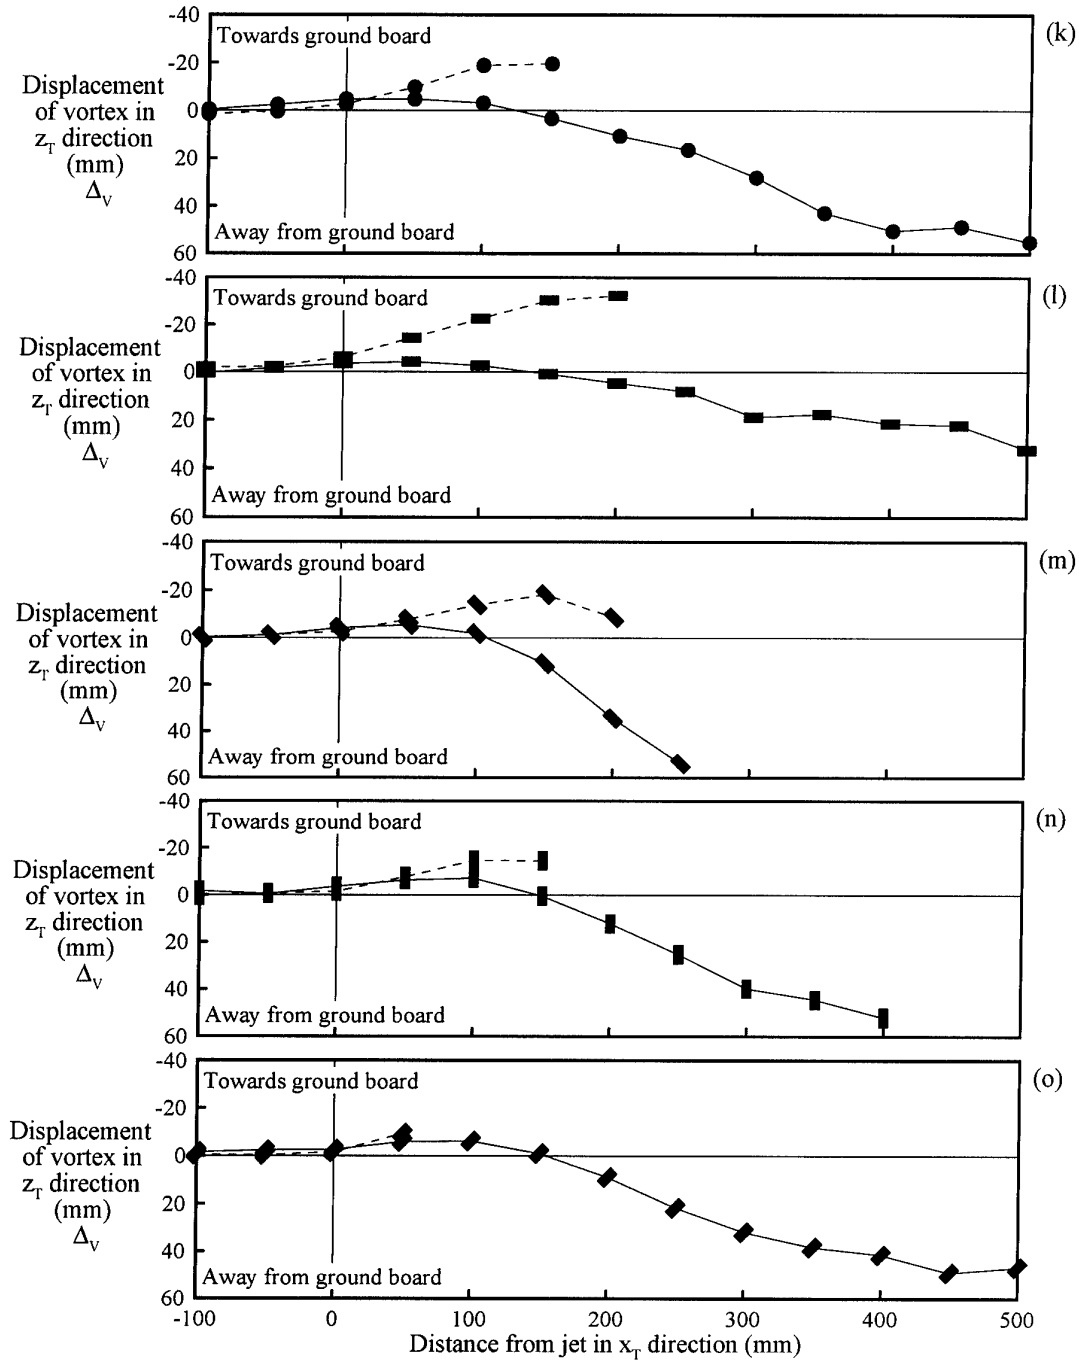 -40
Towards ground board
(k)
-20
Displacement
of vortex in
z_T direction
(mm)
Δ_V
0
20
40
Away from ground board
60
-40
Towards ground board
(l)
-20
Displacement
of vortex in
z_T direction
(mm)
Δ_V
0
20
40
Away from ground board
60
-40
Towards ground board
(m)
-20
Displacement
of vortex in
z_T direction
(mm)
Δ_V
0
20
40
Away from ground board
60
-40
Towards ground board
(n)
-20
Displacement
of vortex in
z_T direction
(mm)
Δ_V
0
20
40
Away from ground board
60
-40
Towards ground board
(o)
-20
Displacement
of vortex in
z_T direction
(mm)
Δ_V
0
20
40
Away from ground board
60
-100 0 100 200 300 400 500
Distance from jet in x_T direction (mm)